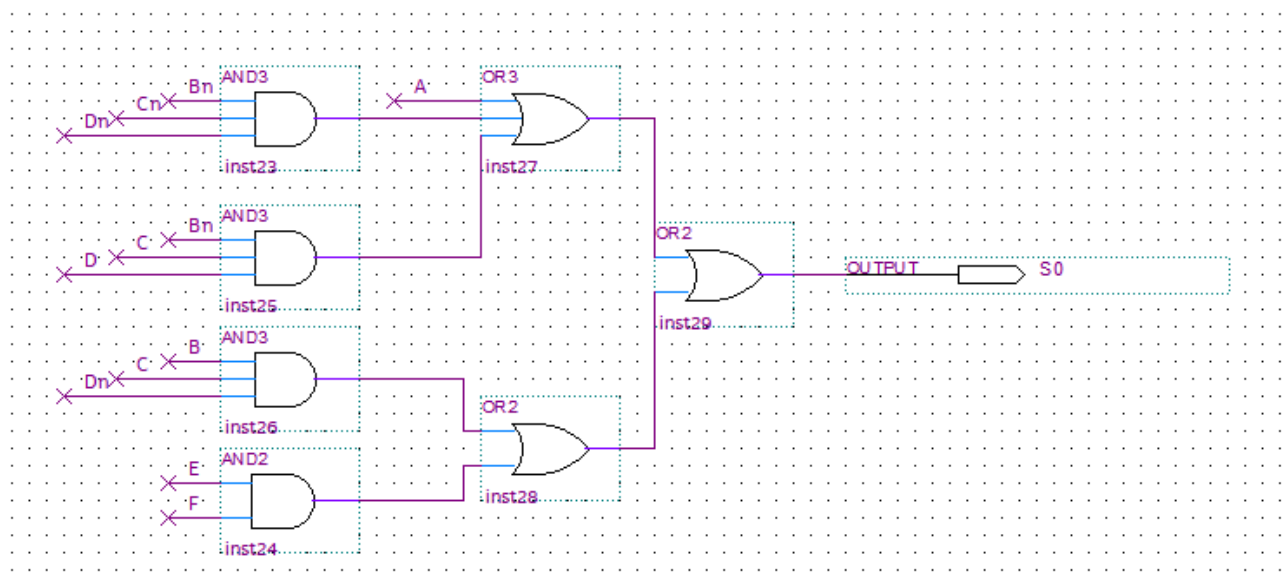 AND3
Bn
Cn
Dn
inst23
A
OR3
inst27
AND3
Bn
C
D
inst25
OR2
inst29
OUTPUT
S0
AND3
B
C
Dn
inst26
OR2
inst28
AND2
E
F
inst24